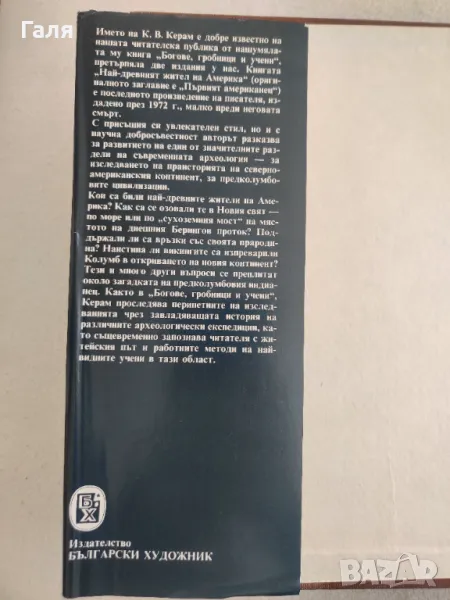 Галя
Името на К. В. Керам е добре известно на
нашата читателска публика от нашумяла-
та му книга „Богове, гробници и учени",
претърпяла две издания у нас. Книгата
„Най-древният жител на Америка" (ориги-
налното заглавие е „Първият американец")
е последното произведение на писателя, из-
дадено през 1972 г., малко преди неговата
смърт.
С присъщия си увлекателен стил, но и с
научна добросъвестност авторът разказва
за развитието на един от значителните раз-
дели на съвременната археология — за
изследването на праисторията на северно-
американския континент, за предколумбо-
вите цивилизации.
Кои са били най-древните жители на Аме-
рика? Как са се озовали те в Новия свят —
по море или по „сухоземния мост" на мяс-
тото на днешния Берингов проток? Под-
държали ли са връзки със своята прароди-
на? Наистина ли викингите са изпреварили
Колумб в откриването на новия континент?
Тези и много други въпроси се преплитат
около загадката на предколумбовия индиа-
нец. Както в „Богове, гробници и учени",
Керам проследява перипетиите на изслед-
ванията чрез завладяващата история на
различните археологически експедиции, ка-
то същевременно запознава читателя с жи-
тейския път и работните методи на най-
видните учени в тази област.
Б
Х
Издателство
БЪЛГАРСКИ ХУДОЖНИК
BAZAR.bg